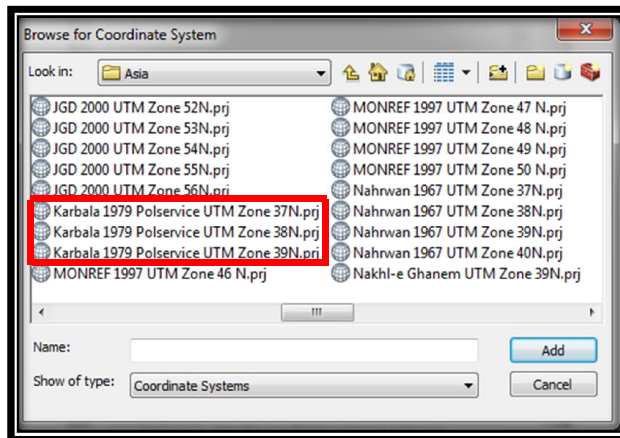 Browse for Coordinate System
Look in: Asia
JGD 2000 UTM Zone 52N.prj
JGD 2000 UTM Zone 53N.prj
JGD 2000 UTM Zone 54N.prj
JGD 2000 UTM Zone 55N.prj
JGD 2000 UTM Zone 56N.prj
Karbala 1979 Polservice UTM Zone 37N.prj
Karbala 1979 Polservice UTM Zone 38N.prj
Karbala 1979 Polservice UTM Zone 39N.prj
MONREF 1997 UTM Zone 46 N.prj
MONREF 1997 UTM Zone 47 N.prj
MONREF 1997 UTM Zone 48 N.prj
MONREF 1997 UTM Zone 49 N.prj
MONREF 1997 UTM Zone 50 N.prj
Nahrwan 1967 UTM Zone 37N.prj
Nahrwan 1967 UTM Zone 38N.prj
Nahrwan 1967 UTM Zone 39N.prj
Nahrwan 1967 UTM Zone 40N.prj
Nakhl-e Ghanem UTM Zone 39N.prj
Name:
Add
Show of type: Coordinate Systems
Cancel